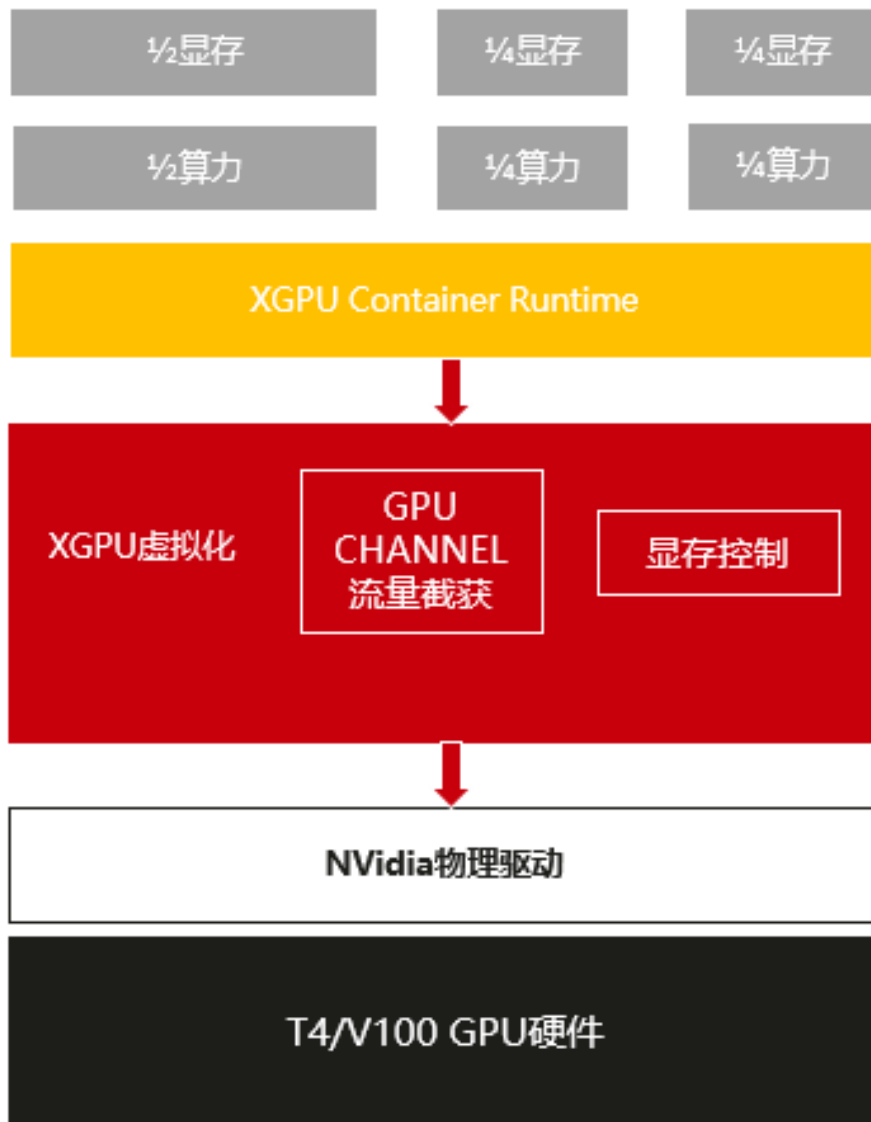 ½显存
¼显存
¼显存
½算力
¼算力
¼算力
XGPU Container Runtime
XGPU虚拟化
GPU
CHANNEL
流量截获
显存控制
NVidia物理驱动
T4/V100 GPU硬件